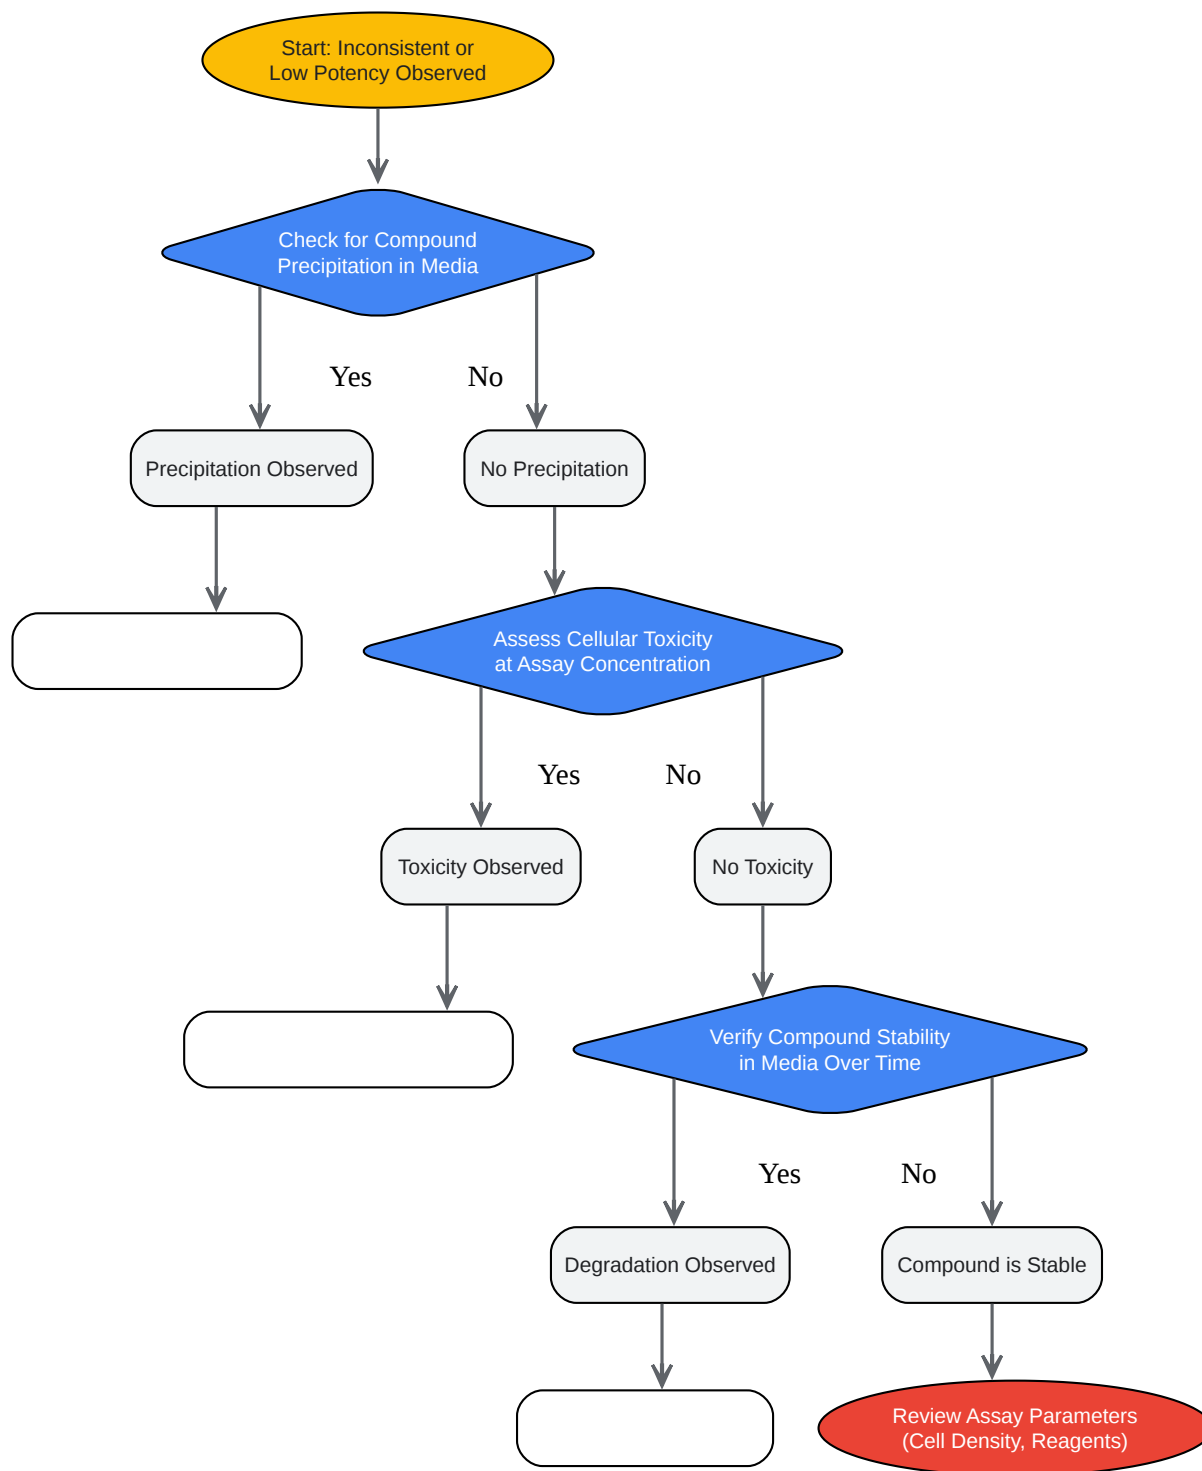 Start: Inconsistent or
Low Potency Observed
Check for Compound
Precipitation in Media
Yes
No
Precipitation Observed
No Precipitation
Assess Cellular Toxicity
at Assay Concentration
Yes
No
Toxicity Observed
No Toxicity
Verify Compound Stability
in Media Over Time
Yes
No
Degradation Observed
Compound is Stable
Review Assay Parameters
(Cell Density, Reagents)